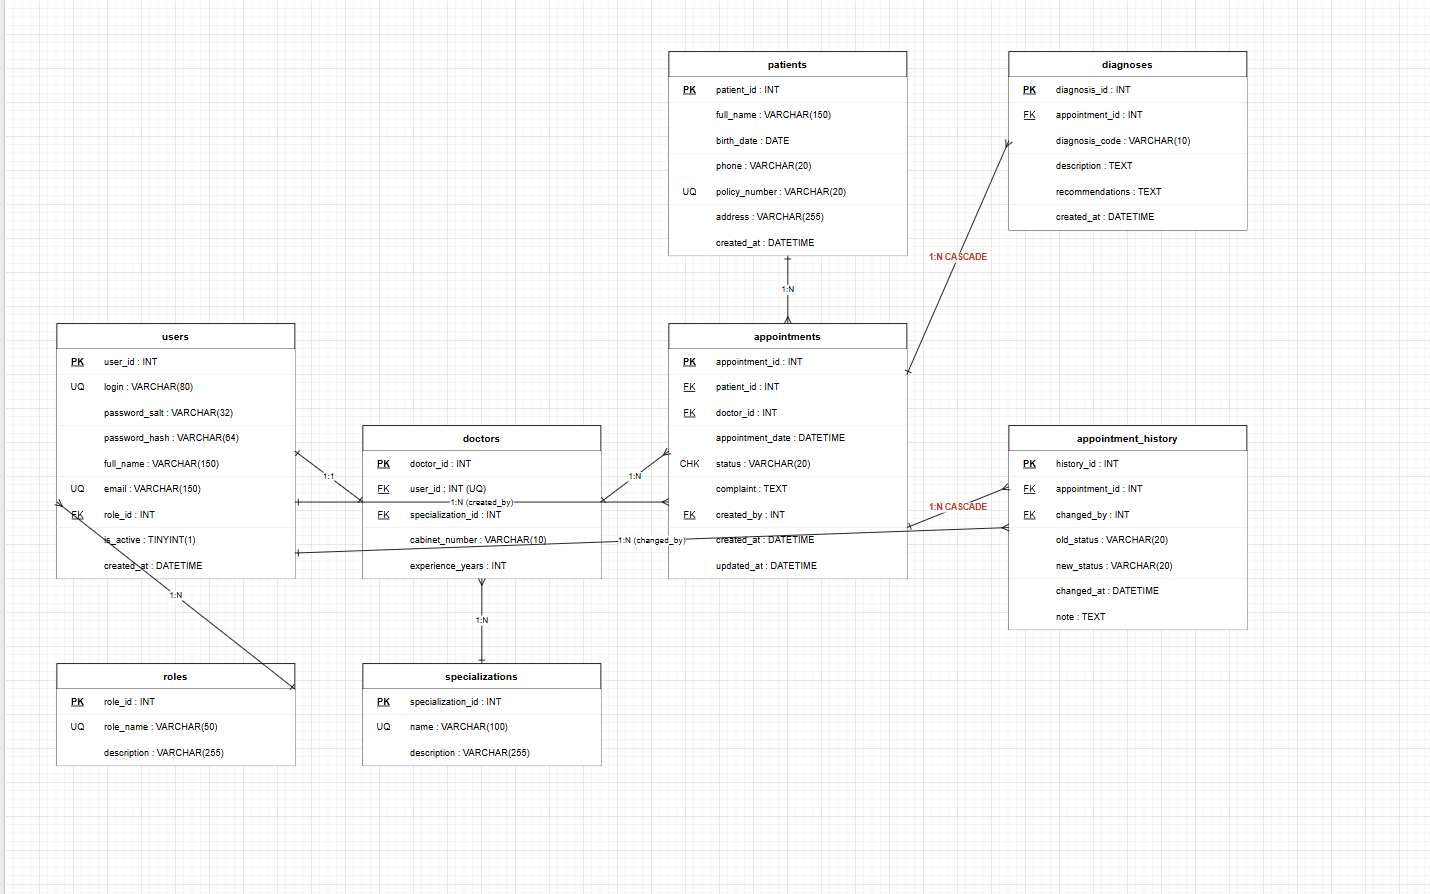 patients
PK patient_id : INT
full_name : VARCHAR(150)
birth_date : DATE
phone : VARCHAR(20)
UQ policy_number : VARCHAR(20)
address : VARCHAR(255)
created_at : DATETIME
diagnoses
PK diagnosis_id : INT
FK appointment_id : INT
diagnosis_code : VARCHAR(10)
description : TEXT
recommendations : TEXT
created_at : DATETIME
1:N CASCADE
1:N
users
PK user_id : INT
UQ login : VARCHAR(80)
password_salt : VARCHAR(32)
password_hash : VARCHAR(64)
full_name : VARCHAR(150)
UQ email : VARCHAR(150)
FK role_id : INT
is_active : TINYINT(1)
created_at : DATETIME
1:1
doctors
PK doctor_id : INT
FK user_id : INT (UQ)
1:N (created_by)
FK specialization_id : INT
cabinet_number : VARCHAR(10)
experience_years : INT
1:N
appointments
PK appointment_id : INT
FK patient_id : INT
FK doctor_id : INT
appointment_date : DATETIME
CHK status : VARCHAR(20)
complaint : TEXT
FK created_by : INT
created_at : DATETIME
updated_at : DATETIME
1:N (changed_by)
1:N CASCADE
appointment_history
PK history_id : INT
FK appointment_id : INT
FK changed_by : INT
old_status : VARCHAR(20)
new_status : VARCHAR(20)
changed_at : DATETIME
note : TEXT
1:N
1:N
roles
PK role_id : INT
UQ role_name : VARCHAR(50)
description : VARCHAR(255)
specializations
PK specialization_id : INT
UQ name : VARCHAR(100)
description : VARCHAR(255)